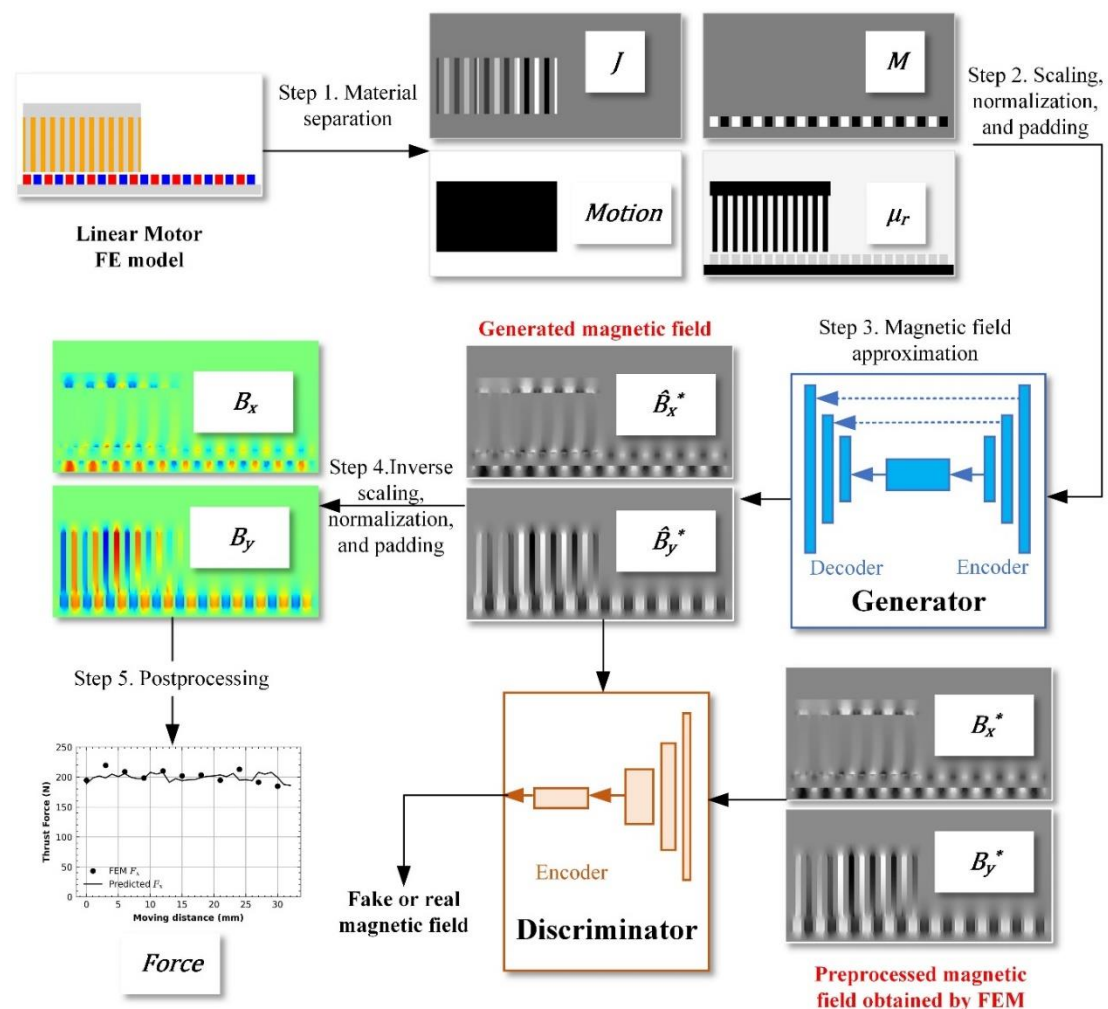 Step 1. Material
separation
J
M
Step 2. Scaling,
normalization,
and padding
Linear Motor
FE model
Motion
μr
Generated magnetic field
Step 3. Magnetic field
approximation
Bx
B̂x*
Step 4.Inverse
scaling,
normalization,
and padding
By
B̂y*
Decoder
Encoder
Generator
Step 5. Postprocessing
250
200
150
100
50
0
Thrust Force (N)
FEM Fx
Predicted Fx
0 5 10 15 20 25 30
Moving distance (mm)
Force
Encoder
Discriminator
Fake or real
magnetic field
Bx*
By*
Preprocessed magnetic
field obtained by FEM